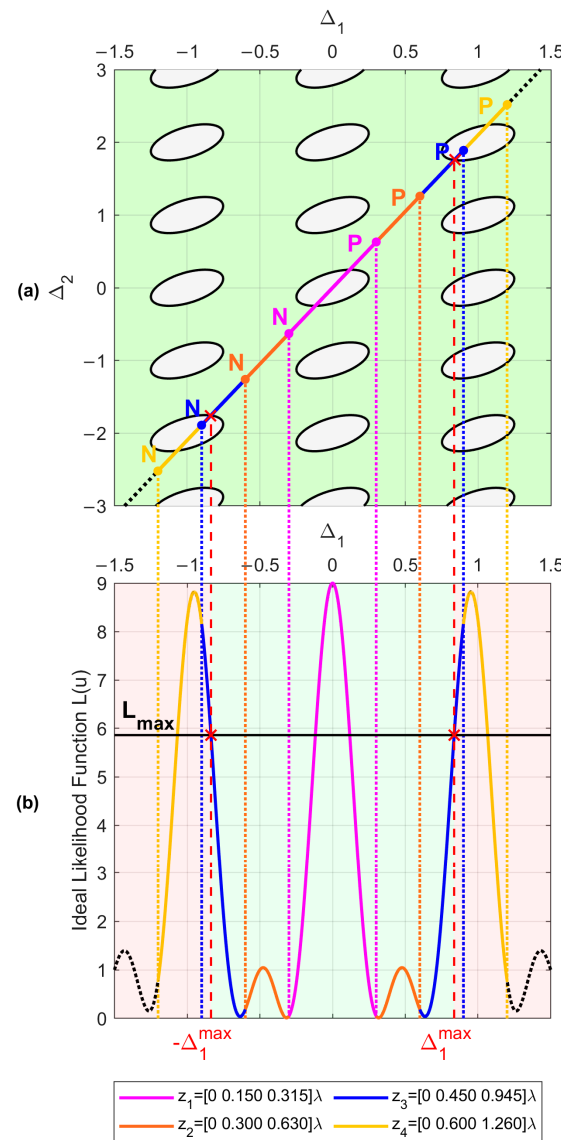 Δ1
−1.5 −1 −0.5 0 0.5 1 1.5
3
P
2
P
1
P
P
(a) Δ2 0
N
−1
N
−2
N
N
−3
Δ1
−1.5 −1 −0.5 0 0.5 1 1.5
9
8
7
Lmax
6
5
(b) Ideal Likelihood Function L(u)
4
3
2
1
0
-Δ1max Δ1max
z1=[0 0.150 0.315]λ z3=[0 0.450 0.945]λ
z2=[0 0.300 0.630]λ z4=[0 0.600 1.260]λ